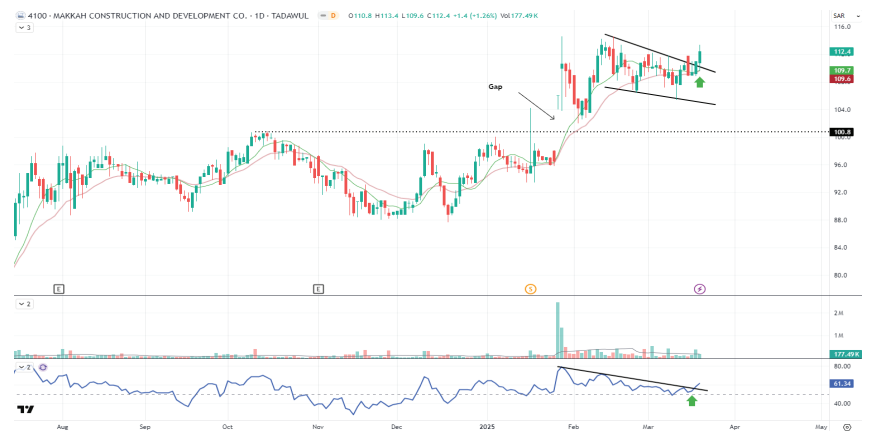 4100 · MAKKAH CONSTRUCTION AND DEVELOPMENT CO. · 1D · TADAWUL D O110.8 H113.4 L109.6 C112.4 +1.4 (+1.26%) Vol177.49K
SAR
3
116.0
112.4
109.7
109.6
Gap
104.0
100.8
96.0
92.0
88.0
84.0
80.0
E
E
S
2
2 M
1 M
177.49K
2
80.00
61.34
40.00
Aug Sep Oct Nov Dec 2025 Feb Mar Apr May